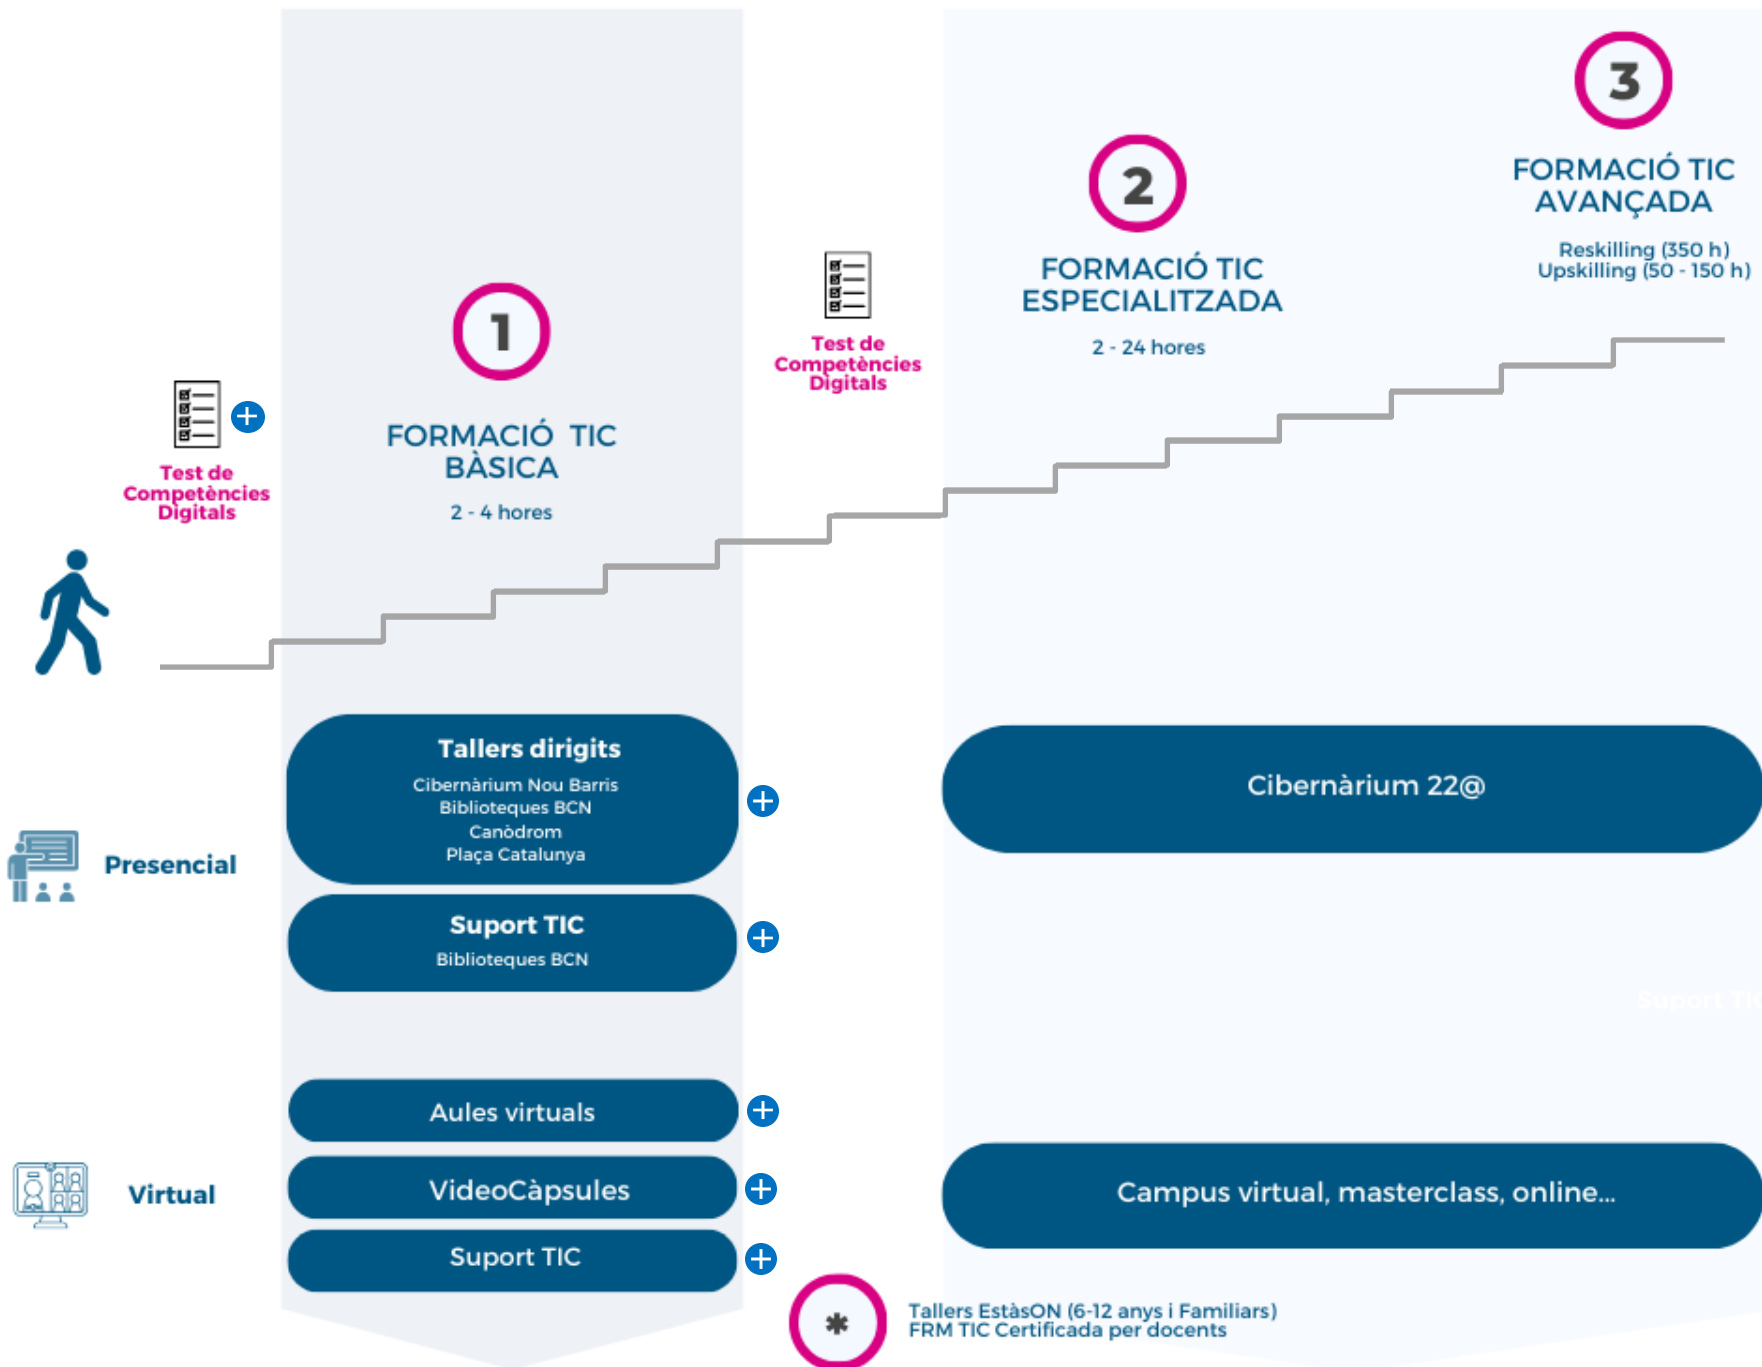 3
FORMACIÓ TIC
AVANÇADA
Reskilling (350 h)
Upskilling (50 - 150 h)
2
FORMACIÓ TIC
ESPECIALITZADA
2 - 24 hores
Test de
Competències
Digitals
1
FORMACIÓ TIC
BÀSICA
2 - 4 hores
Test de
Competències
Digitals
Presencial
Tallers dirigits
Cibernàrium Nou Barris
Biblioteques BCN
Canòdrom
Plaça Catalunya
Cibernàrium 22@
Suport TIC
Biblioteques BCN
Suport TIC
Virtual
Aules virtuals
VideoCàpsules
Suport TIC
Campus virtual, masterclass, online...
*
Tallers EstàsON (6-12 anys i Familiars)
FRM TIC Certificada per docents